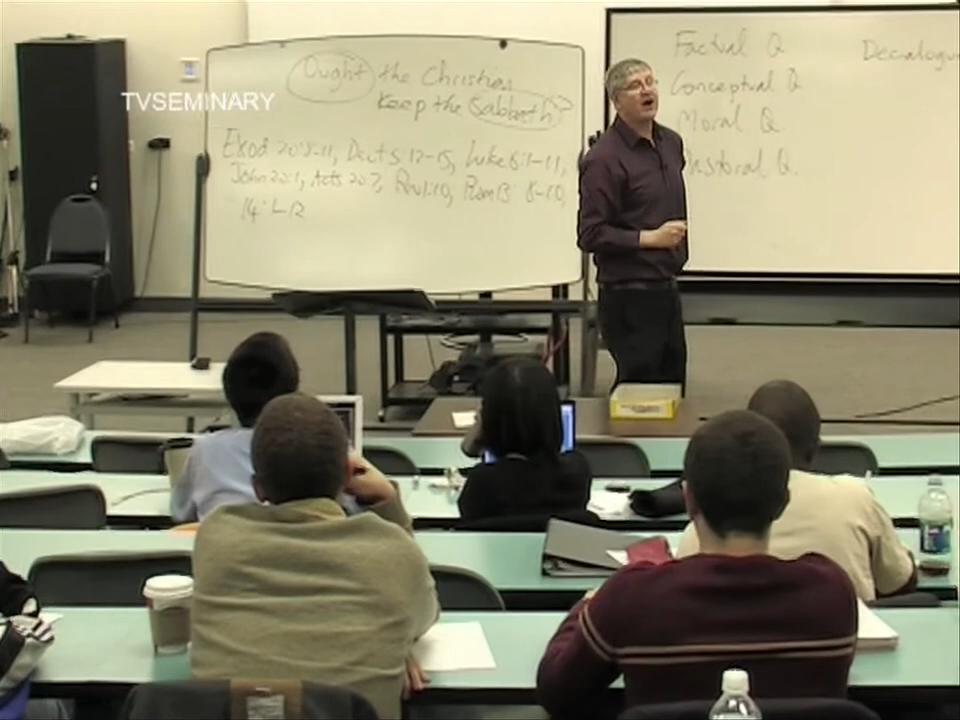 TVSEMINARY
Ought the Christian
Keep the Sabbath?
Exod 20:8-11, Deut 5:12-15, Luke 6:1-11,
John 20:1, Acts 20:7, Rev 1:10, Rom 13:8-10,
14:1-12
Factual Q
Conceptual Q
Moral Q.
Pastoral Q.
Decalogu